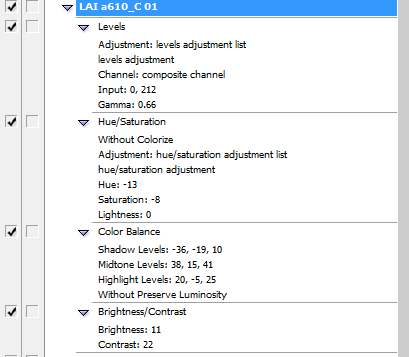 LAI a610_C 01
Levels
Adjustment: levels adjustment list
levels adjustment
Channel: composite channel
Input: 0, 212
Gamma: 0.66
Hue/Saturation
Without Colorize
Adjustment: hue/saturation adjustment list
hue/saturation adjustment
Hue: -13
Saturation: -8
Lightness: 0
Color Balance
Shadow Levels: -36, -19, 10
Midtone Levels: 38, 15, 41
Highlight Levels: 20, -5, 25
Without Preserve Luminosity
Brightness/Contrast
Brightness: 11
Contrast: 22